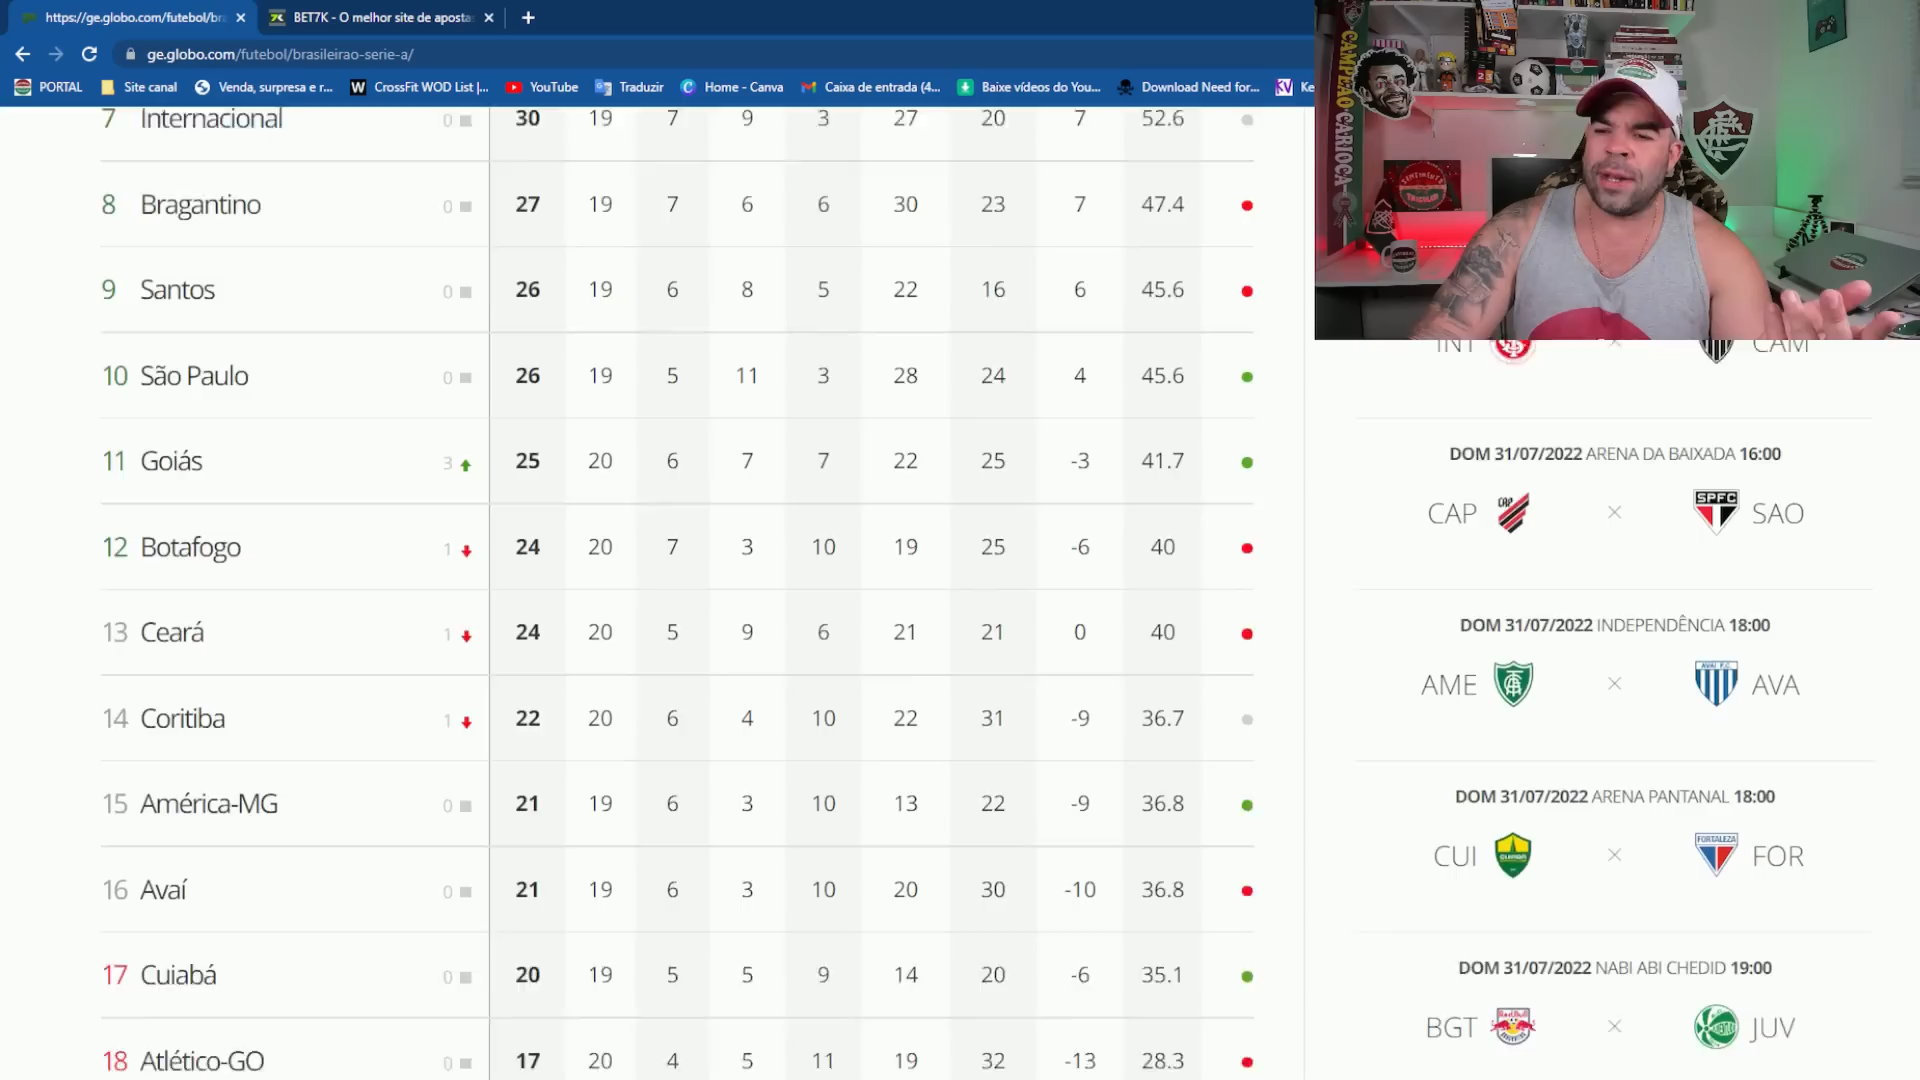 https://ge.globo.com/futebol/br
BET7K - O melhor site de aposta
ge.globo.com/futebol/brasileirao-serie-a/
PORTAL
Site canal
Venda, surpresa e r...
W CrossFit WOD List |...
YouTube
Traduzir
Home - Canva
Caixa de entrada (4...
Baixe vídeos do You...
Download Need for...
KV Ke
7 Internacional 0 30 19 7 9 3 27 20 7 52.6
8 Bragantino 0 27 19 7 6 6 30 23 7 47.4
9 Santos 0 26 19 6 8 5 22 16 6 45.6
10 São Paulo 0 26 19 5 11 3 28 24 4 45.6
11 Goiás 3 25 20 6 7 7 22 25 -3 41.7
12 Botafogo 1 24 20 7 3 10 19 25 -6 40
13 Ceará 1 24 20 5 9 6 21 21 0 40
14 Coritiba 1 22 20 6 4 10 22 31 -9 36.7
15 América-MG 0 21 19 6 3 10 13 22 -9 36.8
16 Avaí 0 21 19 6 3 10 20 30 -10 36.8
17 Cuiabá 0 20 19 5 5 9 14 20 -6 35.1
18 Atlético-GO 0 17 20 4 5 11 19 32 -13 28.3
CAMPEÃO CARIOCA
INT × CAM
DOM 31/07/2022 ARENA DA BAIXADA 16:00
CAP CAP × SPFC SAO
DOM 31/07/2022 INDEPENDÊNCIA 18:00
AME × AVAI F.C. AVA
DOM 31/07/2022 ARENA PANTANAL 18:00
CUI CUIABÁ × FORTALEZA FOR
DOM 31/07/2022 NABI ABI CHEDID 19:00
BGT RedBull × JUV